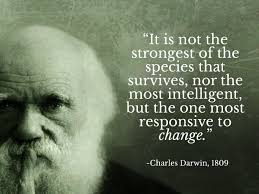 “It is not the
strongest of the
species that
survives, nor the
most intelligent,
but the one most
responsive to
change.”
-Charles Darwin, 1809